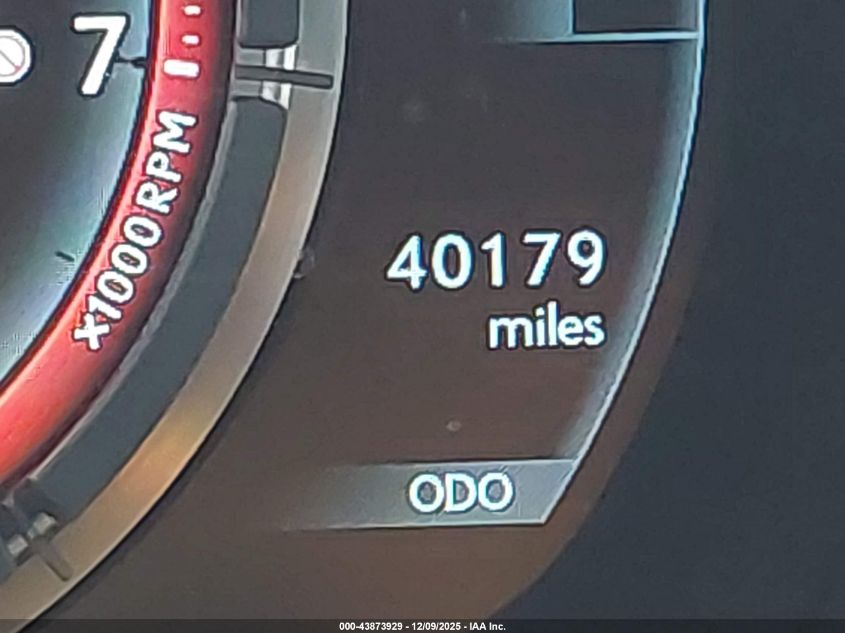 7
x1000RPM
40179
miles
ODO
000-43873929 - 12/09/2025 - IAA Inc.